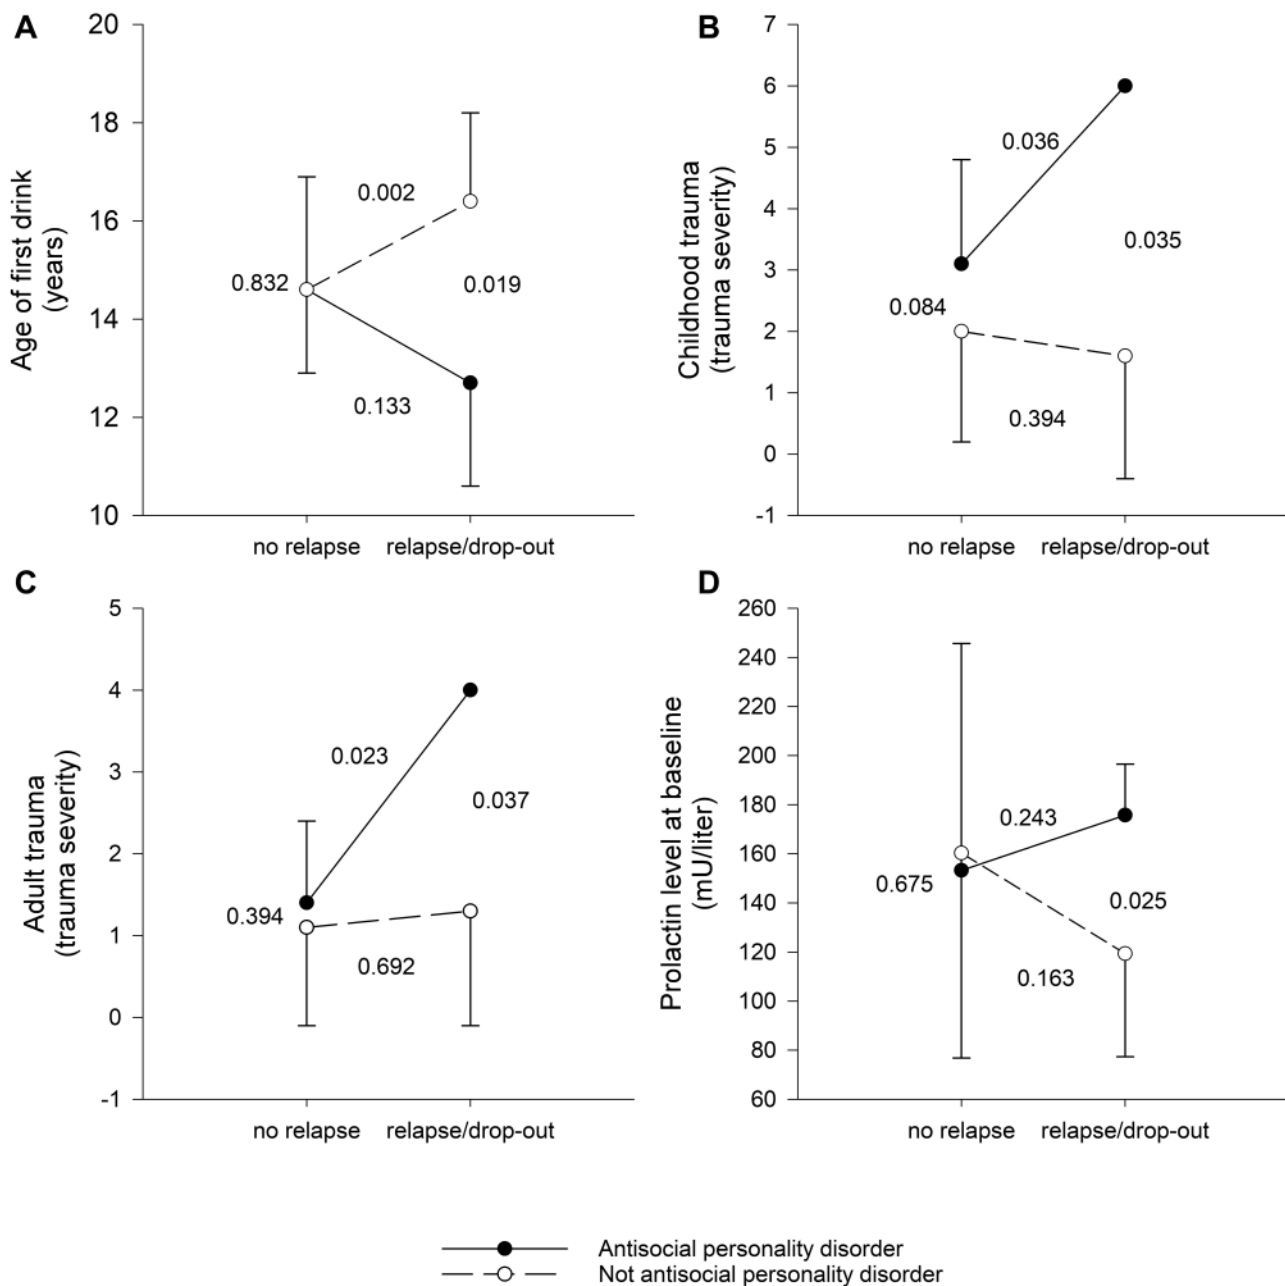 A
20
18
16
14
12
10
Age of first drink
(years)
0.002
0.832
0.019
0.133
no relapse
relapse/drop-out
B
7
6
5
4
3
2
1
0
-1
Childhood trauma
(trauma severity)
0.036
0.035
0.084
0.394
no relapse
relapse/drop-out
C
5
4
3
2
1
0
-1
Adult trauma
(trauma severity)
0.023
0.037
0.394
0.692
no relapse
relapse/drop-out
D
260
240
220
200
180
160
140
120
100
80
60
Prolactin level at baseline
(mU/liter)
0.243
0.675
0.025
0.163
no relapse
relapse/drop-out
Antisocial personality disorder
Not antisocial personality disorder